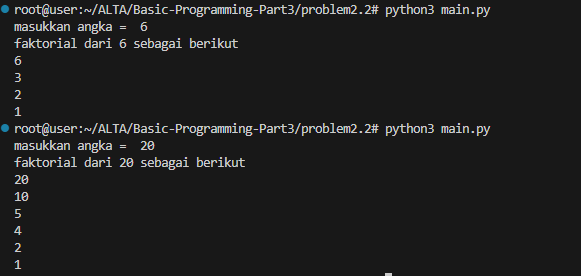 root@user:~/ALTA/Basic-Programming-Part3/problem2.2# python3 main.py
masukkan angka =  6
faktorial dari 6 sebagai berikut
6
3
2
1
root@user:~/ALTA/Basic-Programming-Part3/problem2.2# python3 main.py
masukkan angka =  20
faktorial dari 20 sebagai berikut
20
10
5
4
2
1